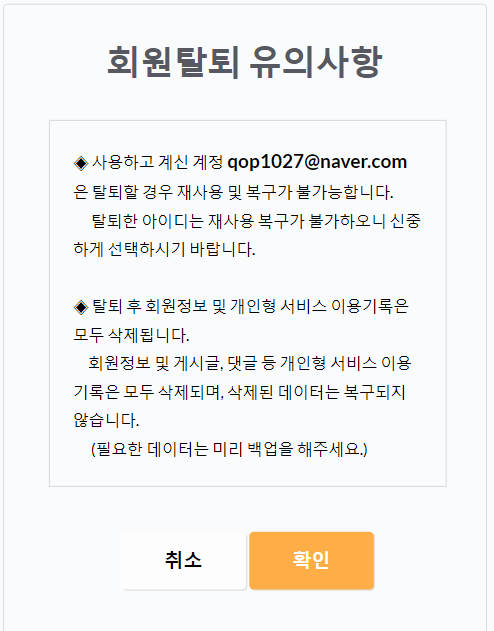 회원탈퇴 유의사항
◈ 사용하고 계신 계정 qop1027@naver.com
은 탈퇴할 경우 재사용 및 복구가 불가능합니다.
탈퇴한 아이디는 재사용 복구가 불가하오니 신중
하게 선택하시기 바랍니다.
◈ 탈퇴 후 회원정보 및 개인형 서비스 이용기록은
모두 삭제됩니다.
회원정보 및 게시글, 댓글 등 개인형 서비스 이용
기록은 모두 삭제되며, 삭제된 데이터는 복구되지
않습니다.
(필요한 데이터는 미리 백업을 해주세요.)
취소 확인